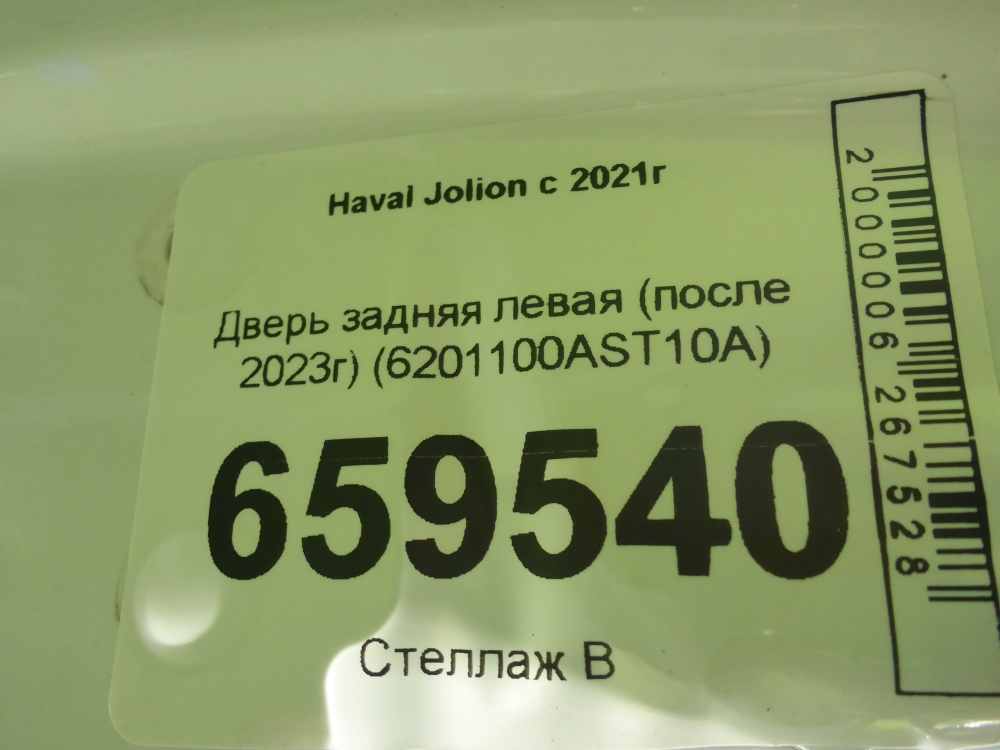 Haval Jolion с 2021г
Дверь задняя левая (после
2023г) (6201100AST10A)
659540
Стеллаж В
2000006267528